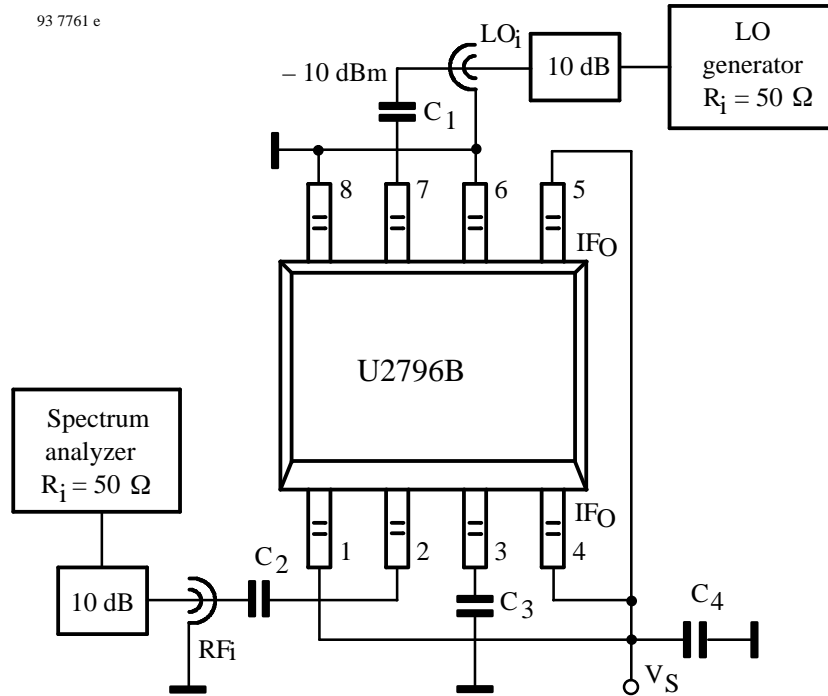 93 7761 e
LOi
– 10 dBm
10 dB
LO
generator
Ri = 50 Ω
C1
8
7
6
5
IFO
U2796B
Spectrum
analyzer
Ri = 50 Ω
IFO
1
2
3
4
C2
C3
C4
10 dB
RFi
VS